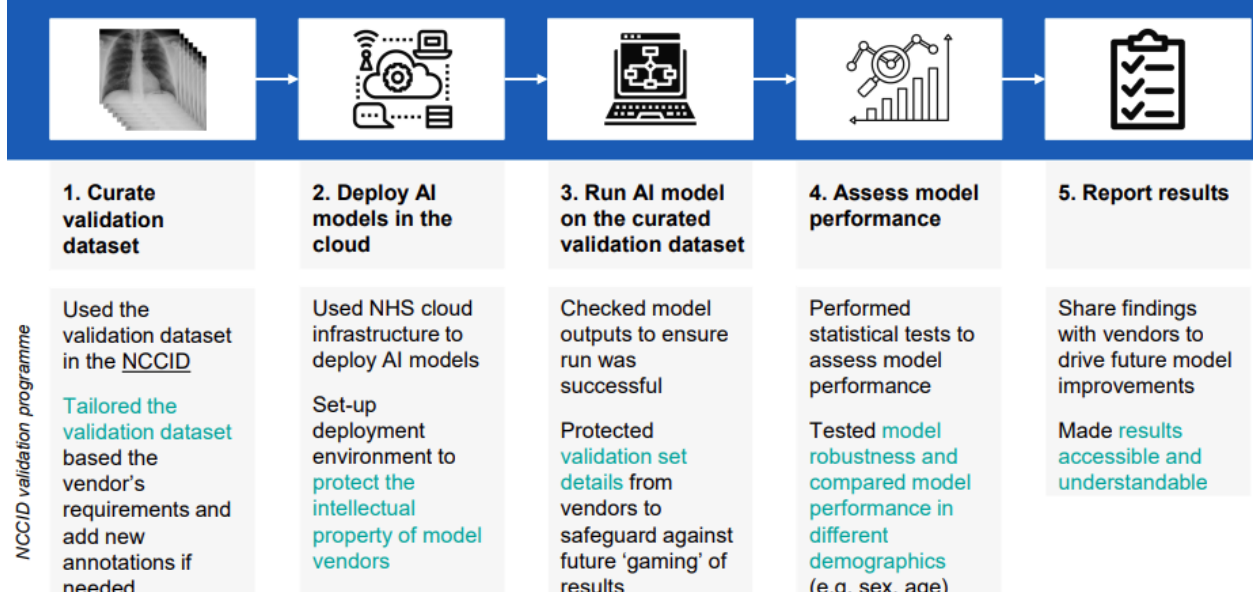 1. Curate
validation
dataset
2. Deploy AI
models in the
cloud
3. Run AI model
on the curated
validation dataset
4. Assess model
performance
5. Report results
NCCID validation programme
Used the
validation dataset
in the NCCID
Tailored the
validation dataset
based the
vendor's
requirements and
add new
annotations if
needed
Used NHS cloud
infrastructure to
deploy AI models
Set-up
deployment
environment to
protect the
intellectual
property of model
vendors
Checked model
outputs to ensure
run was
successful
Protected
validation set
details from
vendors to
safeguard against
future ‘gaming’ of
results
Performed
statistical tests to
assess model
performance
Tested model
robustness and
compared model
performance in
different
demographics
(e.g. sex, age)
Share findings
with vendors to
drive future model
improvements
Made results
accessible and
understandable